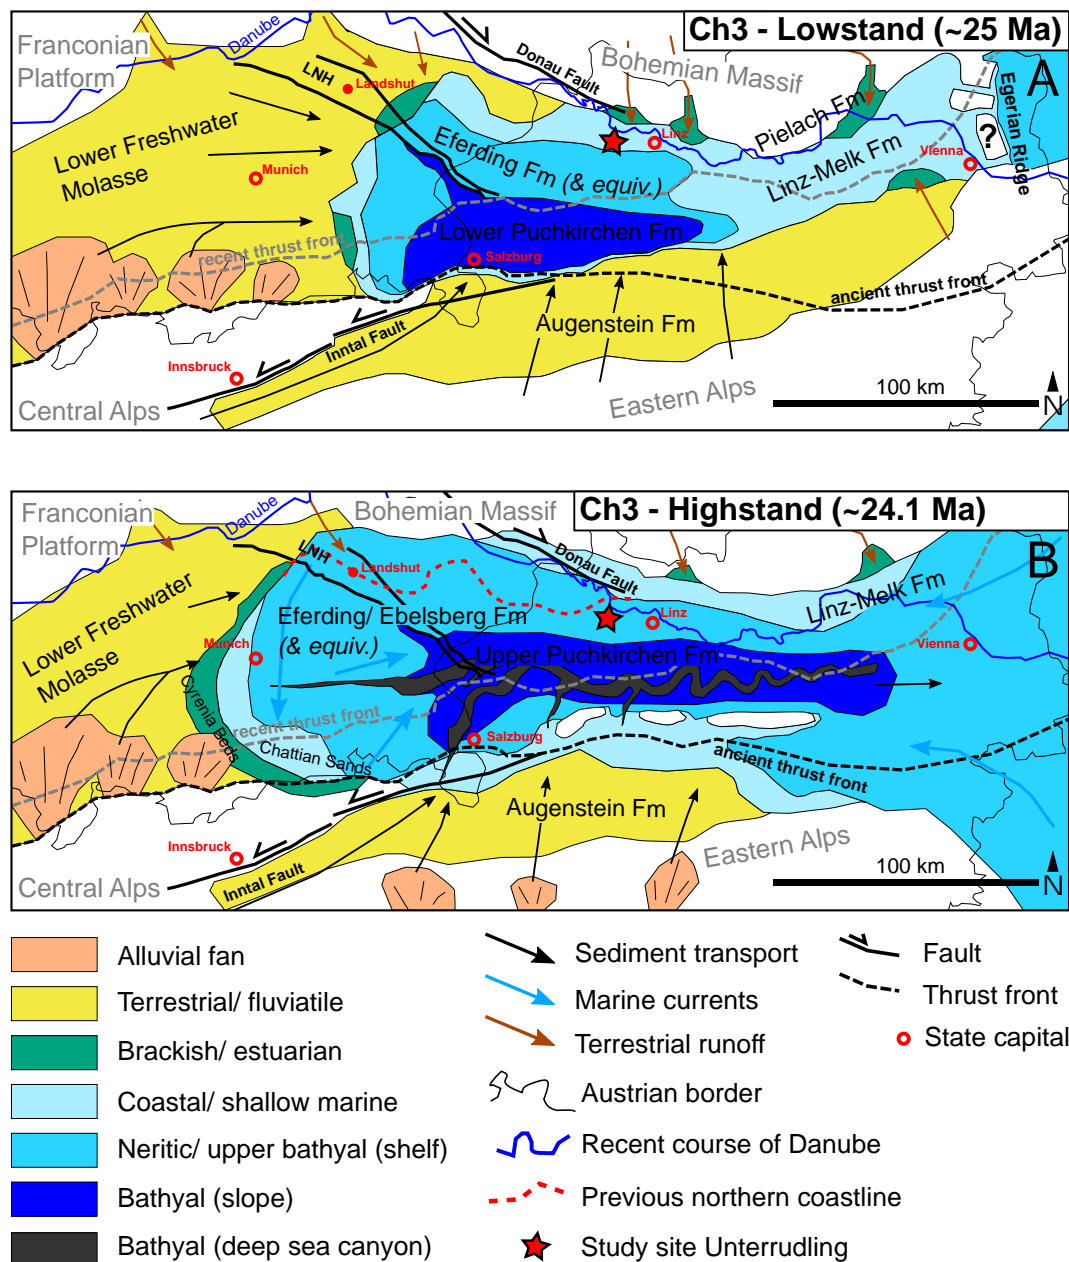 Ch3 - Lowstand (~25 Ma)
A
Franconian
Platform
Danube
Donau Fault
Bohemian Massif
LNH
Landshut
Egerian Ridge
?
Pielach Fm
Linz
Lower Freshwater
Molasse
Eferding Fm (& equiv.)
Linz-Melk Fm
Vienna
Munich
Lower Puchkirchen Fm
recent thrust front
Salzburg
ancient thrust front
Inntal Fault
Augenstein Fm
Innsbruck
Central Alps
Eastern Alps
100 km
N
Ch3 - Highstand (~24.1 Ma)
B
Franconian
Platform
Danube
Bohemian Massif
LNH
Landshut
Donau Fault
Linz-Melk Fm
Lower Freshwater
Molasse
Eferding/ Ebelsberg Fm
(& equiv.)
Linz
Munich
Vienna
Upper Puchkirchen Fm
Cyrenia Beds
recent thrust front
Chattian Sands
Salzburg
ancient thrust front
Augenstein Fm
Innsbruck
Inntal Fault
Central Alps
Eastern Alps
100 km
N
Alluvial fan
Terrestrial/ fluviatile
Brackish/ estuarian
Coastal/ shallow marine
Neritic/ upper bathyal (shelf)
Bathyal (slope)
Bathyal (deep sea canyon)
Sediment transport
Marine currents
Terrestrial runoff
Austrian border
Recent course of Danube
Previous northern coastline
Study site Unterrudling
Fault
Thrust front
State capital